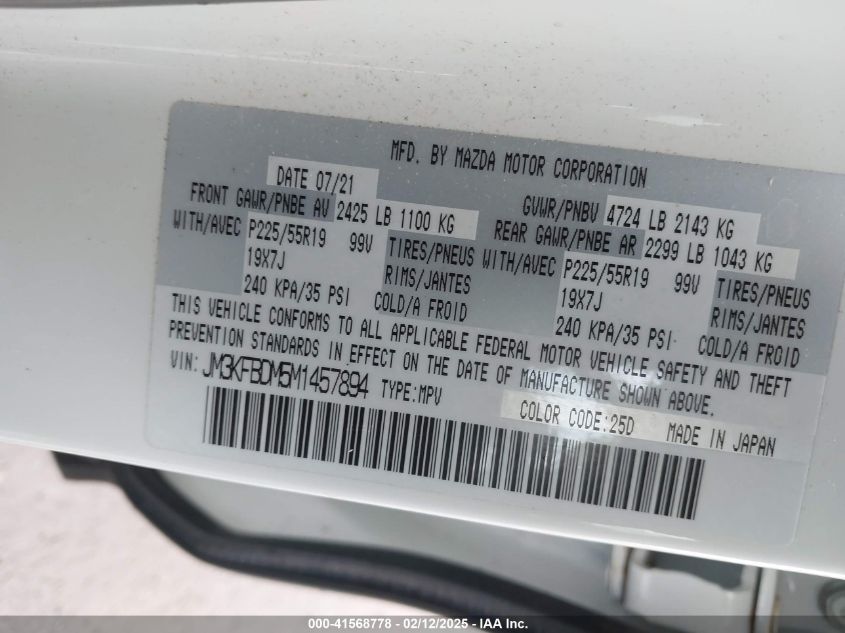 MFD. BY MAZDA MOTOR CORPORATION
DATE 07/21
GVWR/PNBV 4724 LB 2143 KG
FRONT GAWR/PNBE AV 2425 LB 1100 KG
REAR GAWR/PNBE AR 2299 LB 1043 KG
WITH/AVEC P225/55R19 99V TIRES/PNEUS
19X7J RIMS/JANTES
240 KPA/35 PSI COLD/A FROID
WITH/AVEC P225/55R19 99V TIRES/PNEUS
19X7J RIMS/JANTES
240 KPA/35 PSI COLD/A FROID
THIS VEHICLE CONFORMS TO ALL APPLICABLE FEDERAL MOTOR VEHICLE SAFETY AND THEFT
PREVENTION STANDARDS IN EFFECT ON THE DATE OF MANUFACTURE SHOWN ABOVE.
VIN: JM3KFBDM5M1457894 TYPE:MPV
COLOR CODE:25D MADE IN JAPAN
000-41568778 - 02/12/2025 - IAA Inc.